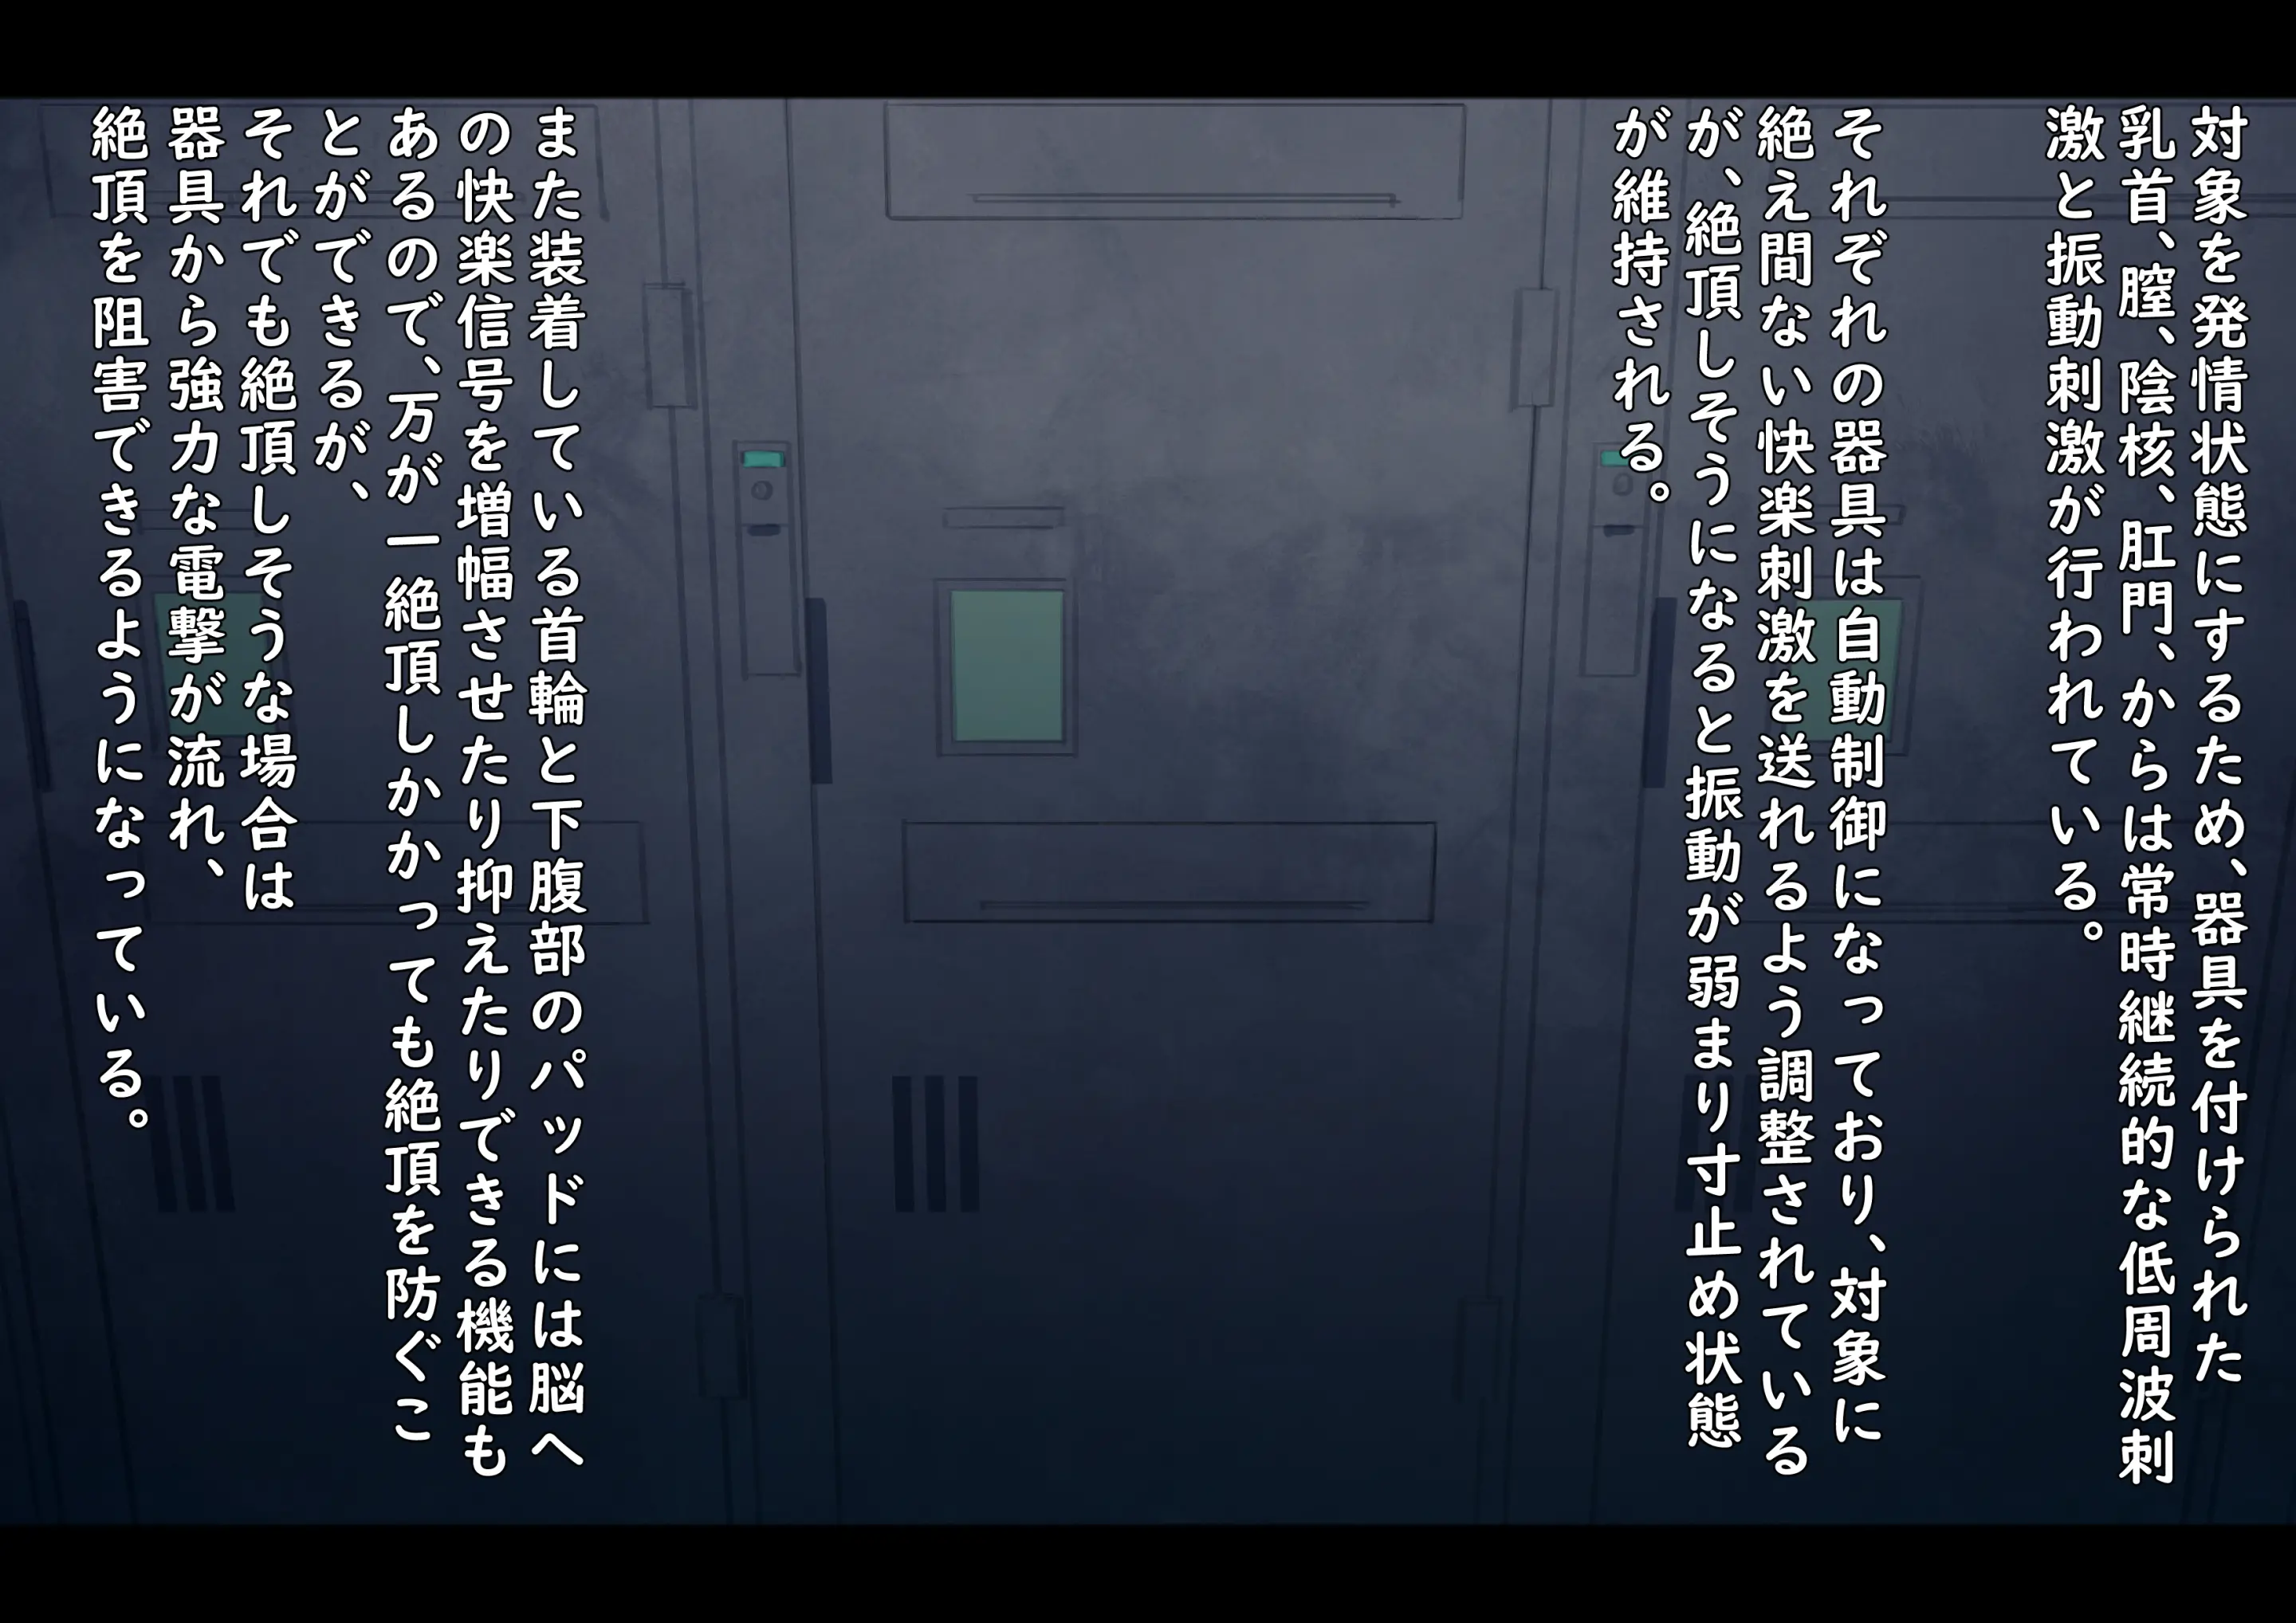 対象を発情状態にするため、器具を付けられた
乳首、膣、陰核、肛門、からは常時継続的な低周波刺
激と振動刺激が行われている。
それぞれの器具は自動制御になっており、対象に
絶え間ない快楽刺激を送れるよう調整されている
が、絶頂しそうになると振動が弱まり寸止め状態
が維持される。
また装着している首輪と下腹部のパッドには脳へ
の快楽信号を増幅させたり抑えたりできる機能も
あるので、万が一絶頂しかかっても絶頂を防ぐこ
とができるが、
それでも絶頂しそうな場合は
器具から強力な電撃が流れ、
絶頂を阻害できるようになっている。